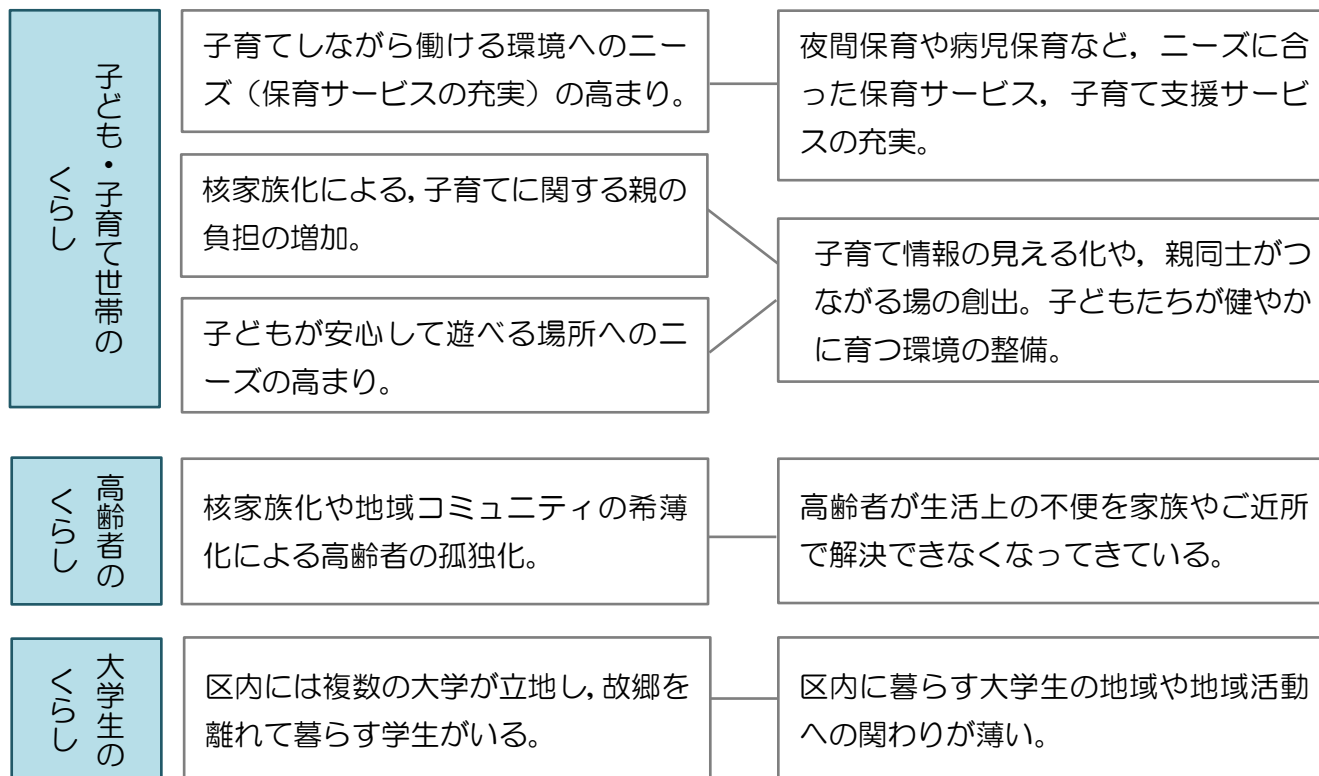 子ども・子育て世帯の
くらし
子育てしながら働ける環境へのニー
ズ（保育サービスの充実）の高まり。
夜間保育や病児保育など，ニーズに合
った保育サービス，子育て支援サービ
スの充実。
核家族化による，子育てに関する親の
負担の増加。
子どもが安心して遊べる場所へのニ
ーズの高まり。
子育て情報の見える化や，親同士がつ
ながる場の創出。子どもたちが健やか
に育つ環境の整備。
高齢者の
くらし
核家族化や地域コミュニティの希薄
化による高齢者の孤独化。
高齢者が生活上の不便を家族やご近所
で解決できなくなってきている。
大学生の
くらし
区内には複数の大学が立地し，故郷を
離れて暮らす学生がいる。
区内に暮らす大学生の地域や地域活動
への関わりが薄い。